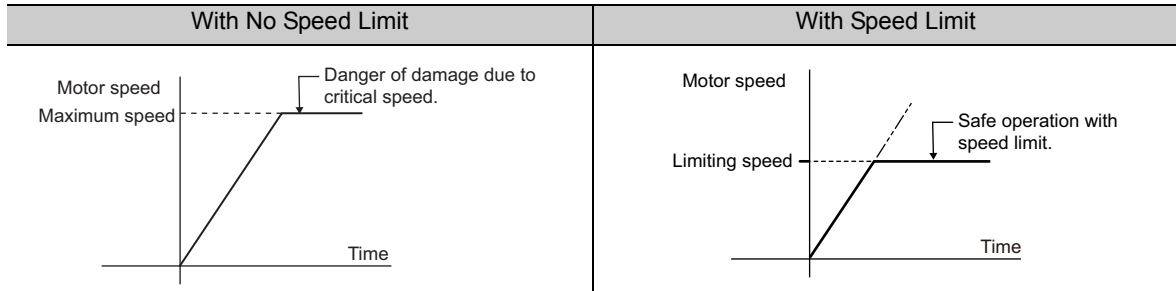 With No Speed Limit
With Speed Limit
Motor speed
Maximum speed
Danger of damage due to
critical speed.
Time
Motor speed
Limiting speed
Safe operation with
speed limit.
Time